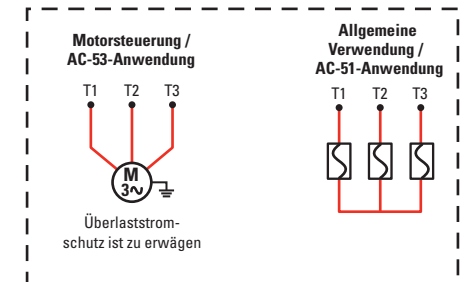 Motorsteuerung /
AC-53-Anwendung
T1 T2 T3
M
3∿
Überlaststrom-
schutz ist zu erwägen
Allgemeine
Verwendung /
AC-51-Anwendung
T1 T2 T3